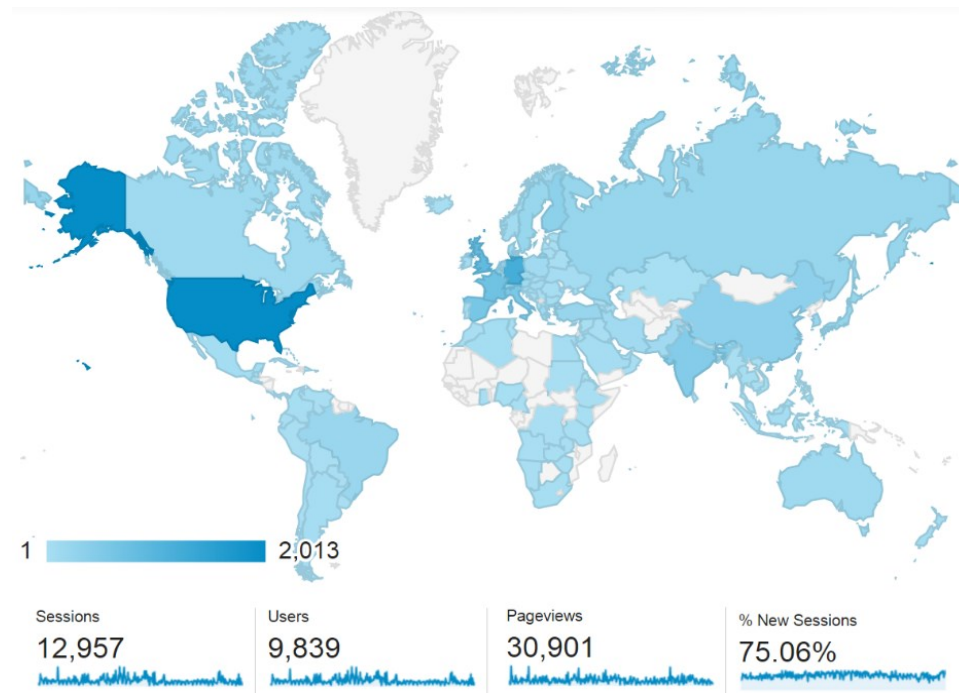 1 2,013
Sessions
12,957
Users
9,839
Pageviews
30,901
% New Sessions
75.06%